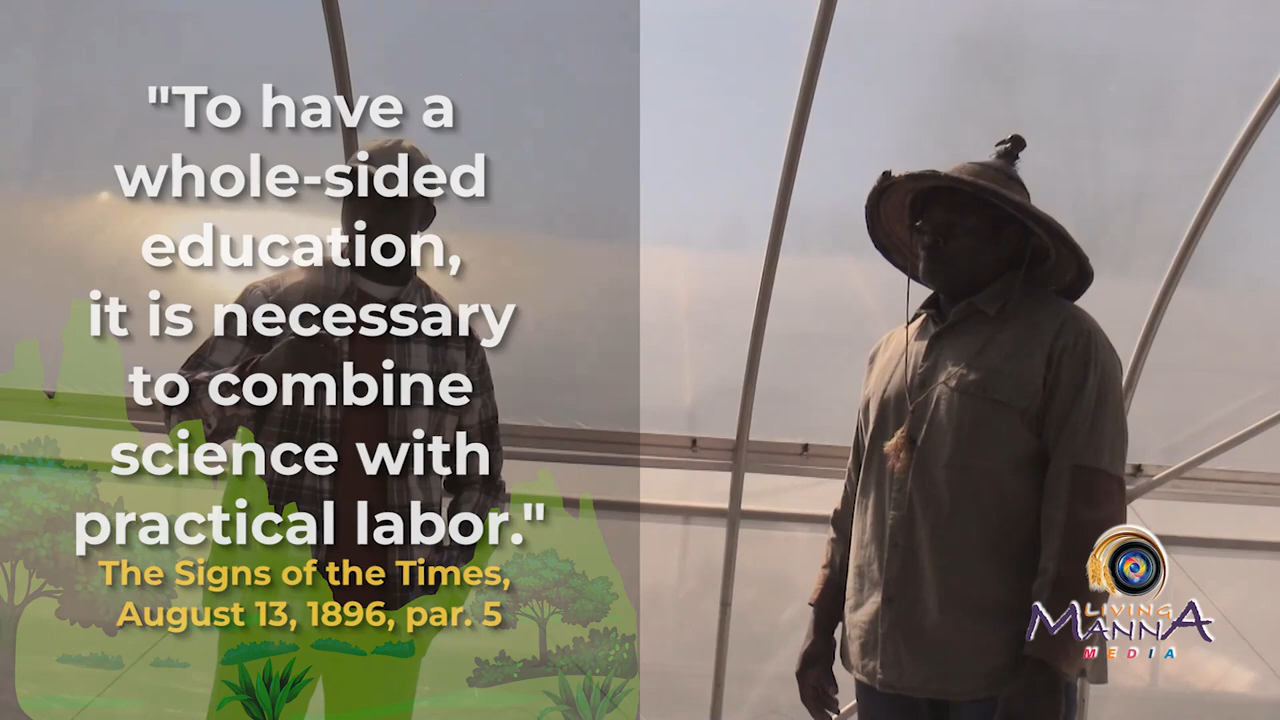 "To have a
whole-sided
education,
it is necessary
to combine
science with
practical labor."
The Signs of the Times,
August 13, 1896, par. 5
LIVING
MANNA
MEDIA